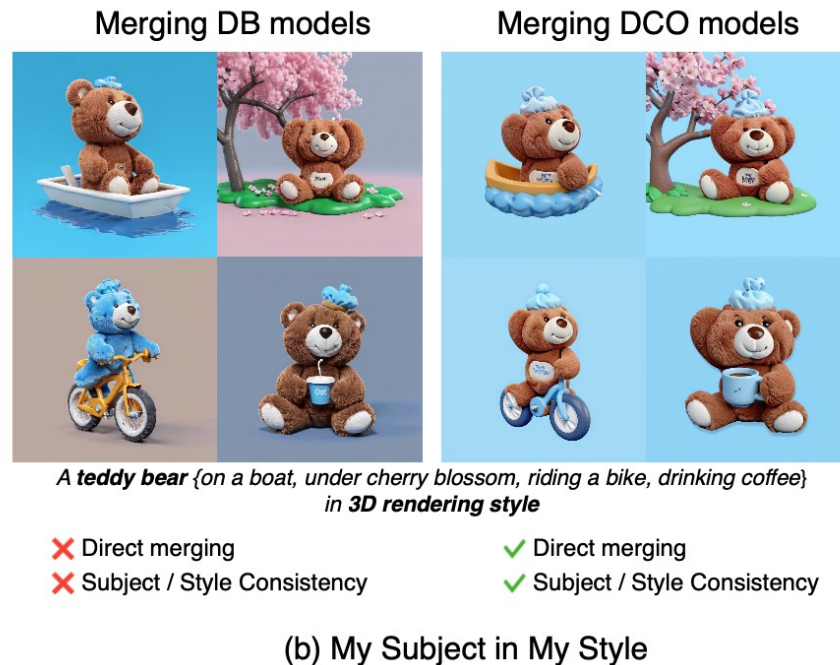 Merging DB models
Merging DCO models
A teddy bear {on a boat, under cherry blossom, riding a bike, drinking coffee}
in 3D rendering style
Direct merging
Subject / Style Consistency
Direct merging
Subject / Style Consistency
(b) My Subject in My Style